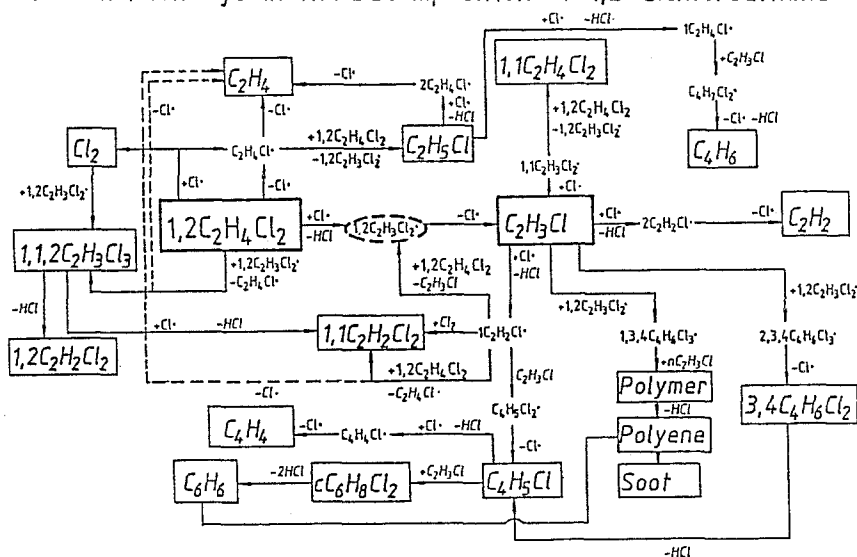 +Cl· -HCl
1C₂H₄Cl·
+C₂H₃Cl
C₄H₇Cl₂·
-Cl· -HCl
C₄H₆
C₂H₄
-Cl·
2C₂H₄Cl·
+Cl·
-HCl
1,1C₂H₄Cl₂
+1,2C₂H₄Cl₂
-1,2C₂H₃Cl₂·
1,1C₂H₃Cl₂·
+Cl·
-Cl·
-Cl·
Cl₂
C₂H₄Cl·
+1,2C₂H₄Cl₂
-1,2C₂H₃Cl₂·
C₂H₅Cl
+1,2C₂H₃Cl₂·
+Cl·
-Cl·
1,2C₂H₄Cl₂
+Cl·
-HCl
1,2C₂H₃Cl₂·
-Cl·
C₂H₃Cl
+Cl·
-HCl
2C₂H₂Cl·
-Cl·
C₂H₂
1,1,2C₂H₃Cl₃
+1,2C₂H₃Cl₂·
-C₂H₄Cl·
+1,2C₂H₄Cl₂
-C₂H₃Cl
+Cl·
-HCl
+1,2C₂H₃Cl₂·
+1,2C₂H₃Cl₂·
-HCl
+Cl· -HCl
1,1C₂H₂Cl₂
+Cl₂
1C₂H₂Cl·
1,3,4C₄H₆Cl₃·
2,3,4C₄H₆Cl₃·
1,2C₂H₂Cl₂
+1,2C₂H₄Cl₂
-C₂H₄Cl·
C₂H₃Cl
+nC₂H₃Cl
-Cl·
Polymer
-HCl
3,4C₄H₆Cl₂
-Cl·
C₄H₄
-Cl·
C₄H₄Cl·
+Cl· -HCl
C₄H₅Cl₂·
-Cl·
Polyene
Soot
C₆H₆
-2HCl
cC₆H₈Cl₂
+C₂H₃Cl
C₄H₅Cl
-HCl